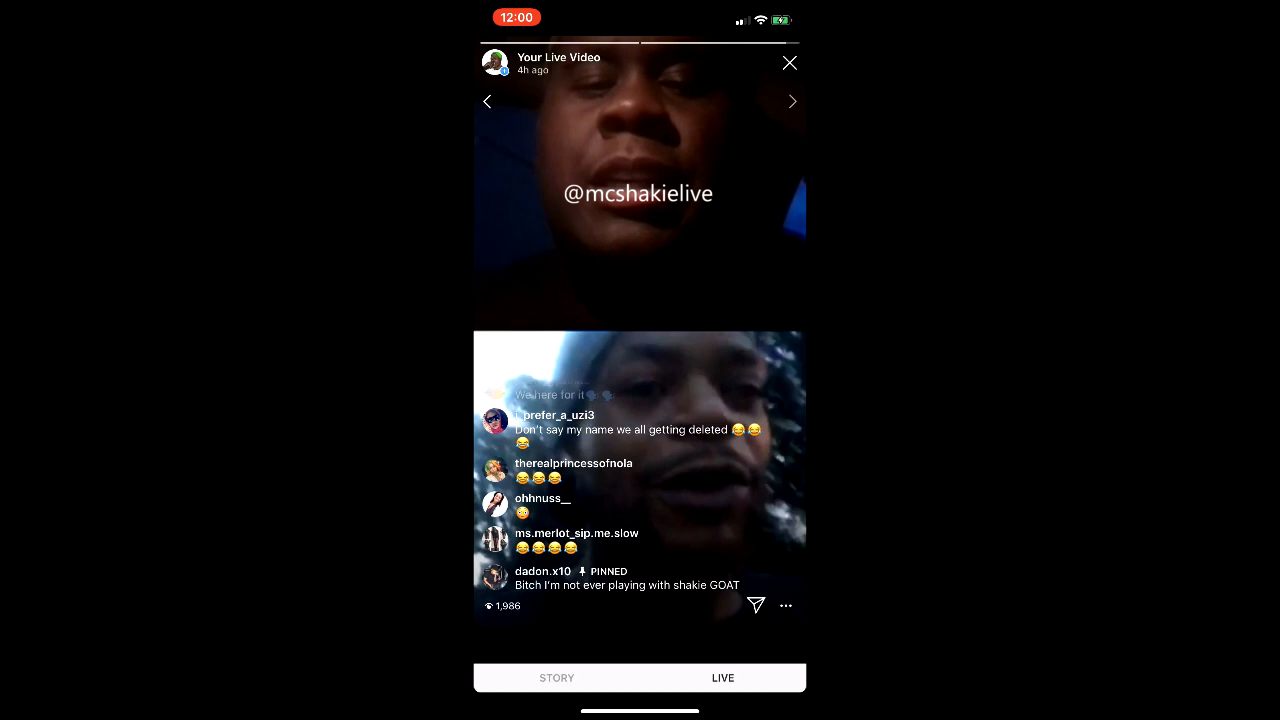 12:00
Your Live Video
4h ago
@mcshakielive
We here for it🗣🗣
i_prefer_a_uzi3
Don't say my name we all getting deleted 😂😂
😂
therealprincessofnola
😂😂😂
ohhnuss__
😳
ms.merlot_sip.me.slow
😂😂😂😂
dadon.x10 PINNED
Bitch I'm not ever playing with shakie GOAT
1,986
STORY LIVE